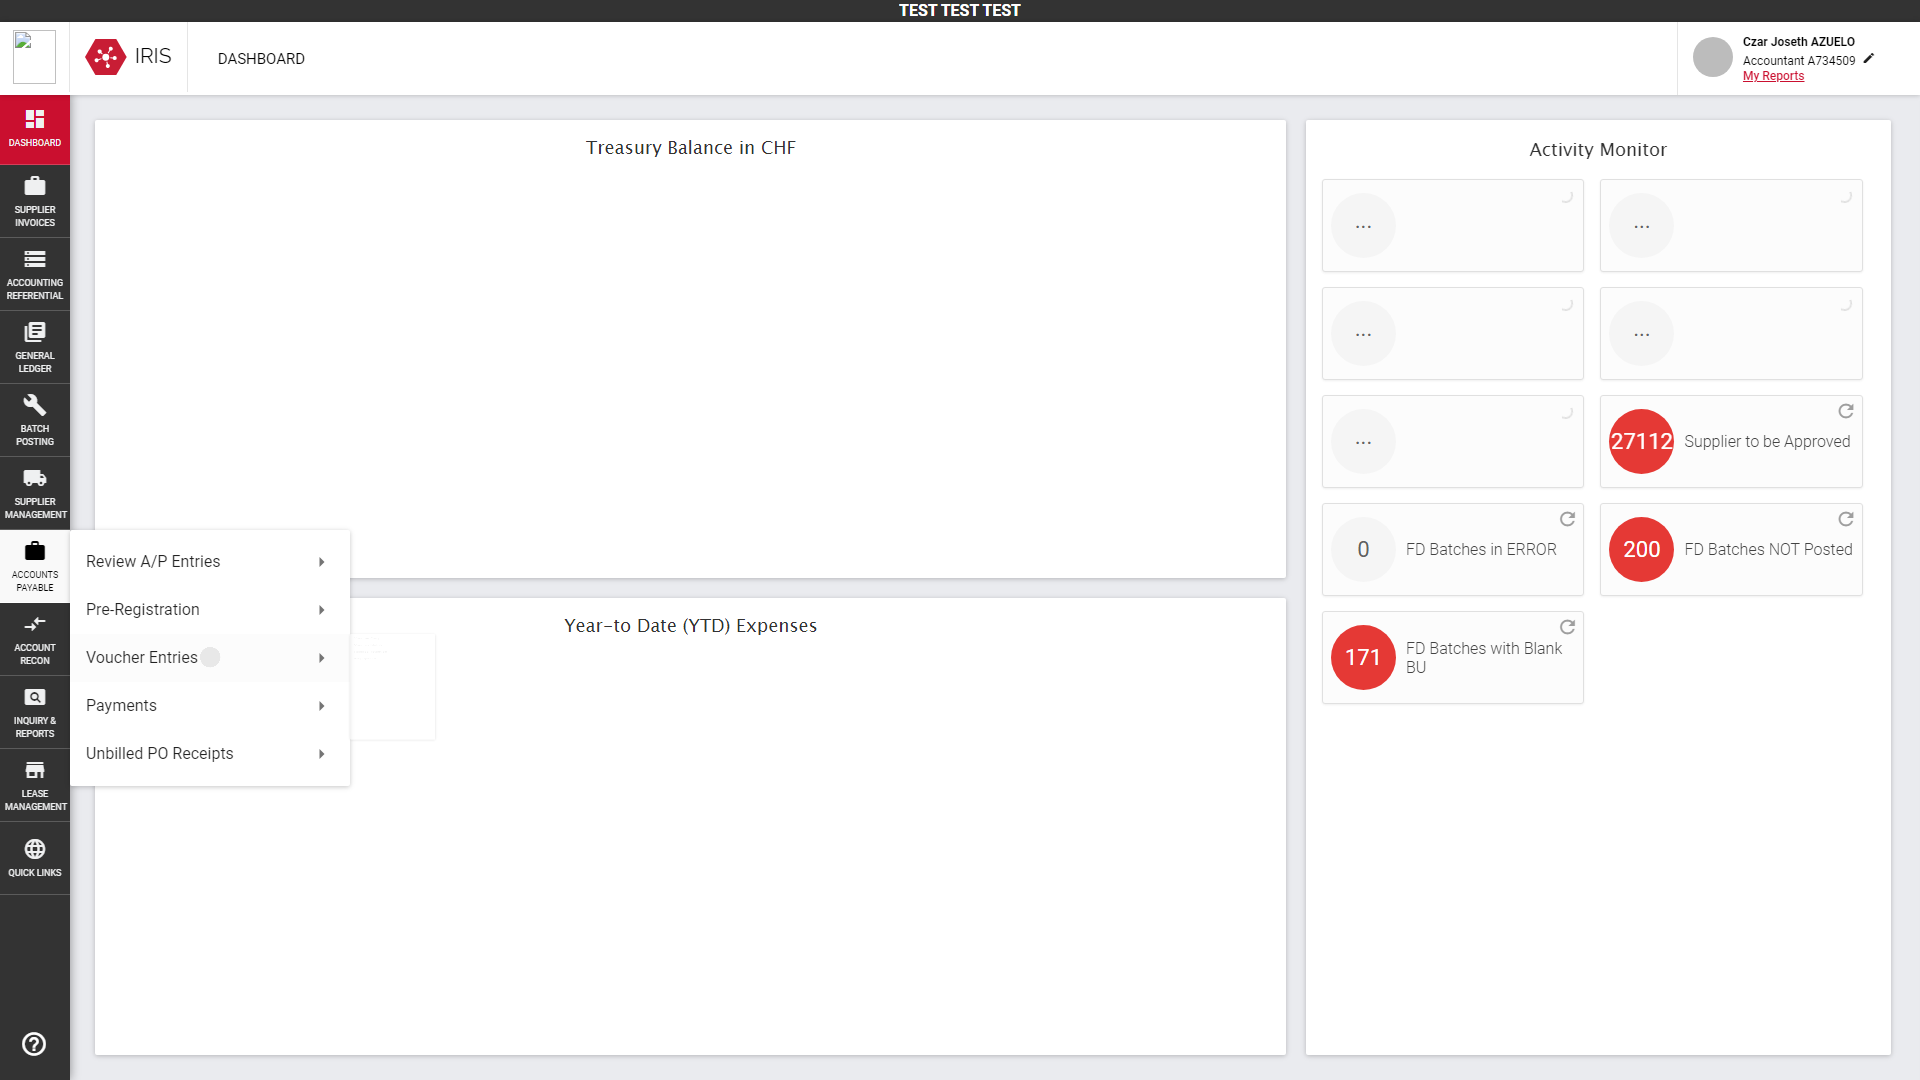 TEST TEST TEST
IRIS
DASHBOARD
Czar Joseth AZUELO
Accountant A734509
My Reports
DASHBOARD
SUPPLIER
INVOICES
ACCOUNTING
REFERENTIAL
GENERAL
LEDGER
BATCH
POSTING
SUPPLIER
MANAGEMENT
ACCOUNTS
PAYABLE
ACCOUNT
RECON
INQUIRY &
REPORTS
LEASE
MANAGEMENT
QUICK LINKS
Review A/P Entries
Pre-Registration
Voucher Entries
Payments
Unbilled PO Receipts
Treasury Balance in CHF
Year-to Date (YTD) Expenses
Activity Monitor
...
...
...
...
...
27112 Supplier to be Approved
0 FD Batches in ERROR
200 FD Batches NOT Posted
171 FD Batches with Blank
BU